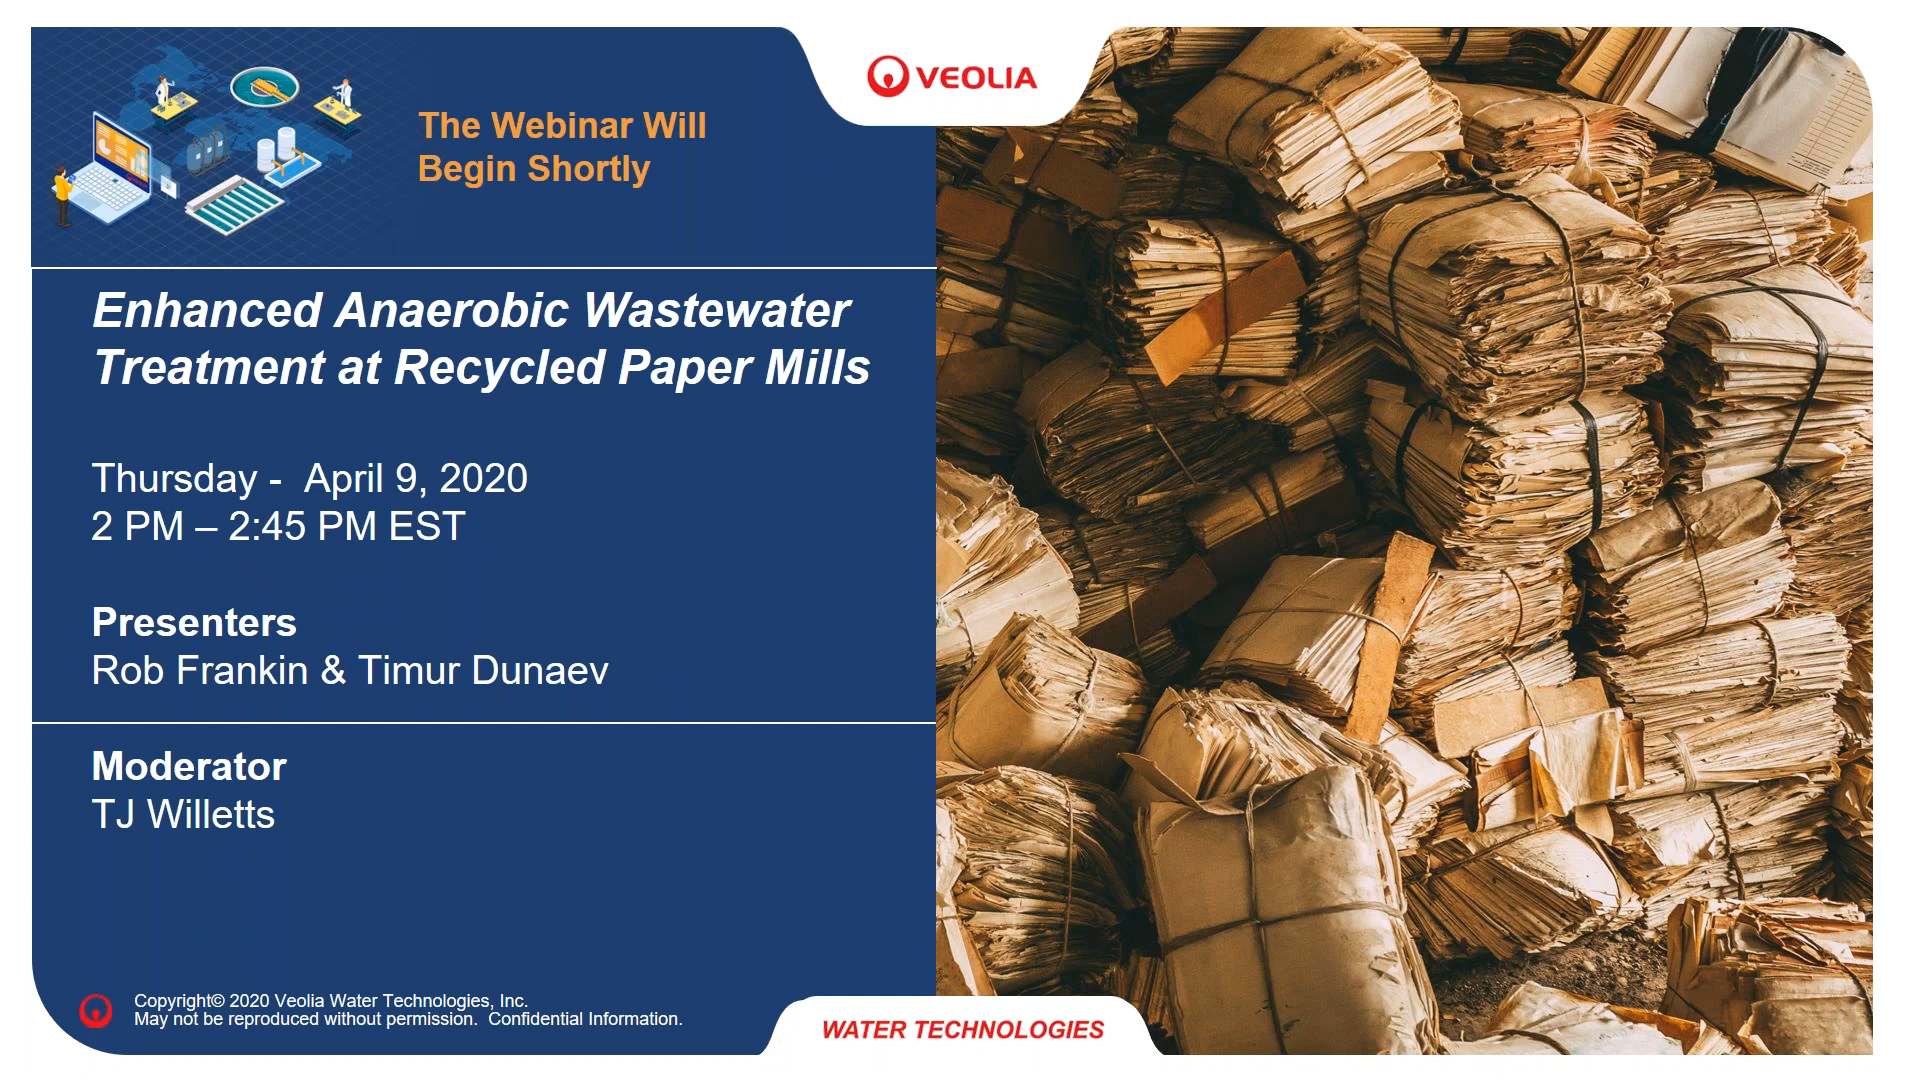 VEOLIA
The Webinar Will
Begin Shortly
Enhanced Anaerobic Wastewater
Treatment at Recycled Paper Mills
Thursday -  April 9, 2020
2 PM – 2:45 PM EST
Presenters
Rob Frankin & Timur Dunaev
Moderator
TJ Willetts
Copyright© 2020 Veolia Water Technologies, Inc.
May not be reproduced without permission.  Confidential Information.
WATER TECHNOLOGIES